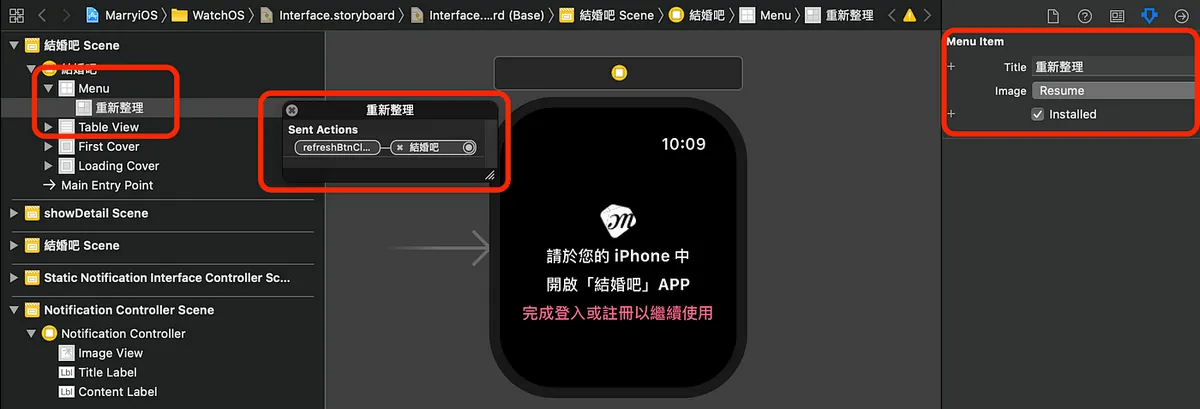 MarryiOS
WatchOS
Interface.storyboard
Interface....rd (Base)
結婚吧 Scene
結婚吧
Menu
重新整理
結婚吧 Scene
結婚吧
Menu
重新整理
Table View
First Cover
Loading Cover
Main Entry Point
showDetail Scene
結婚吧 Scene
Static Notification Interface Controller Sc...
Notification Controller Scene
Notification Controller
Image View
Lbl Title Label
Lbl Content Label
重新整理
Sent Actions
refreshBtnCl...
結婚吧
10:09
請於您的 iPhone 中
開啟「結婚吧」APP
完成登入或註冊以繼續使用
Menu Item
Title 重新整理
Image Resume
Installed